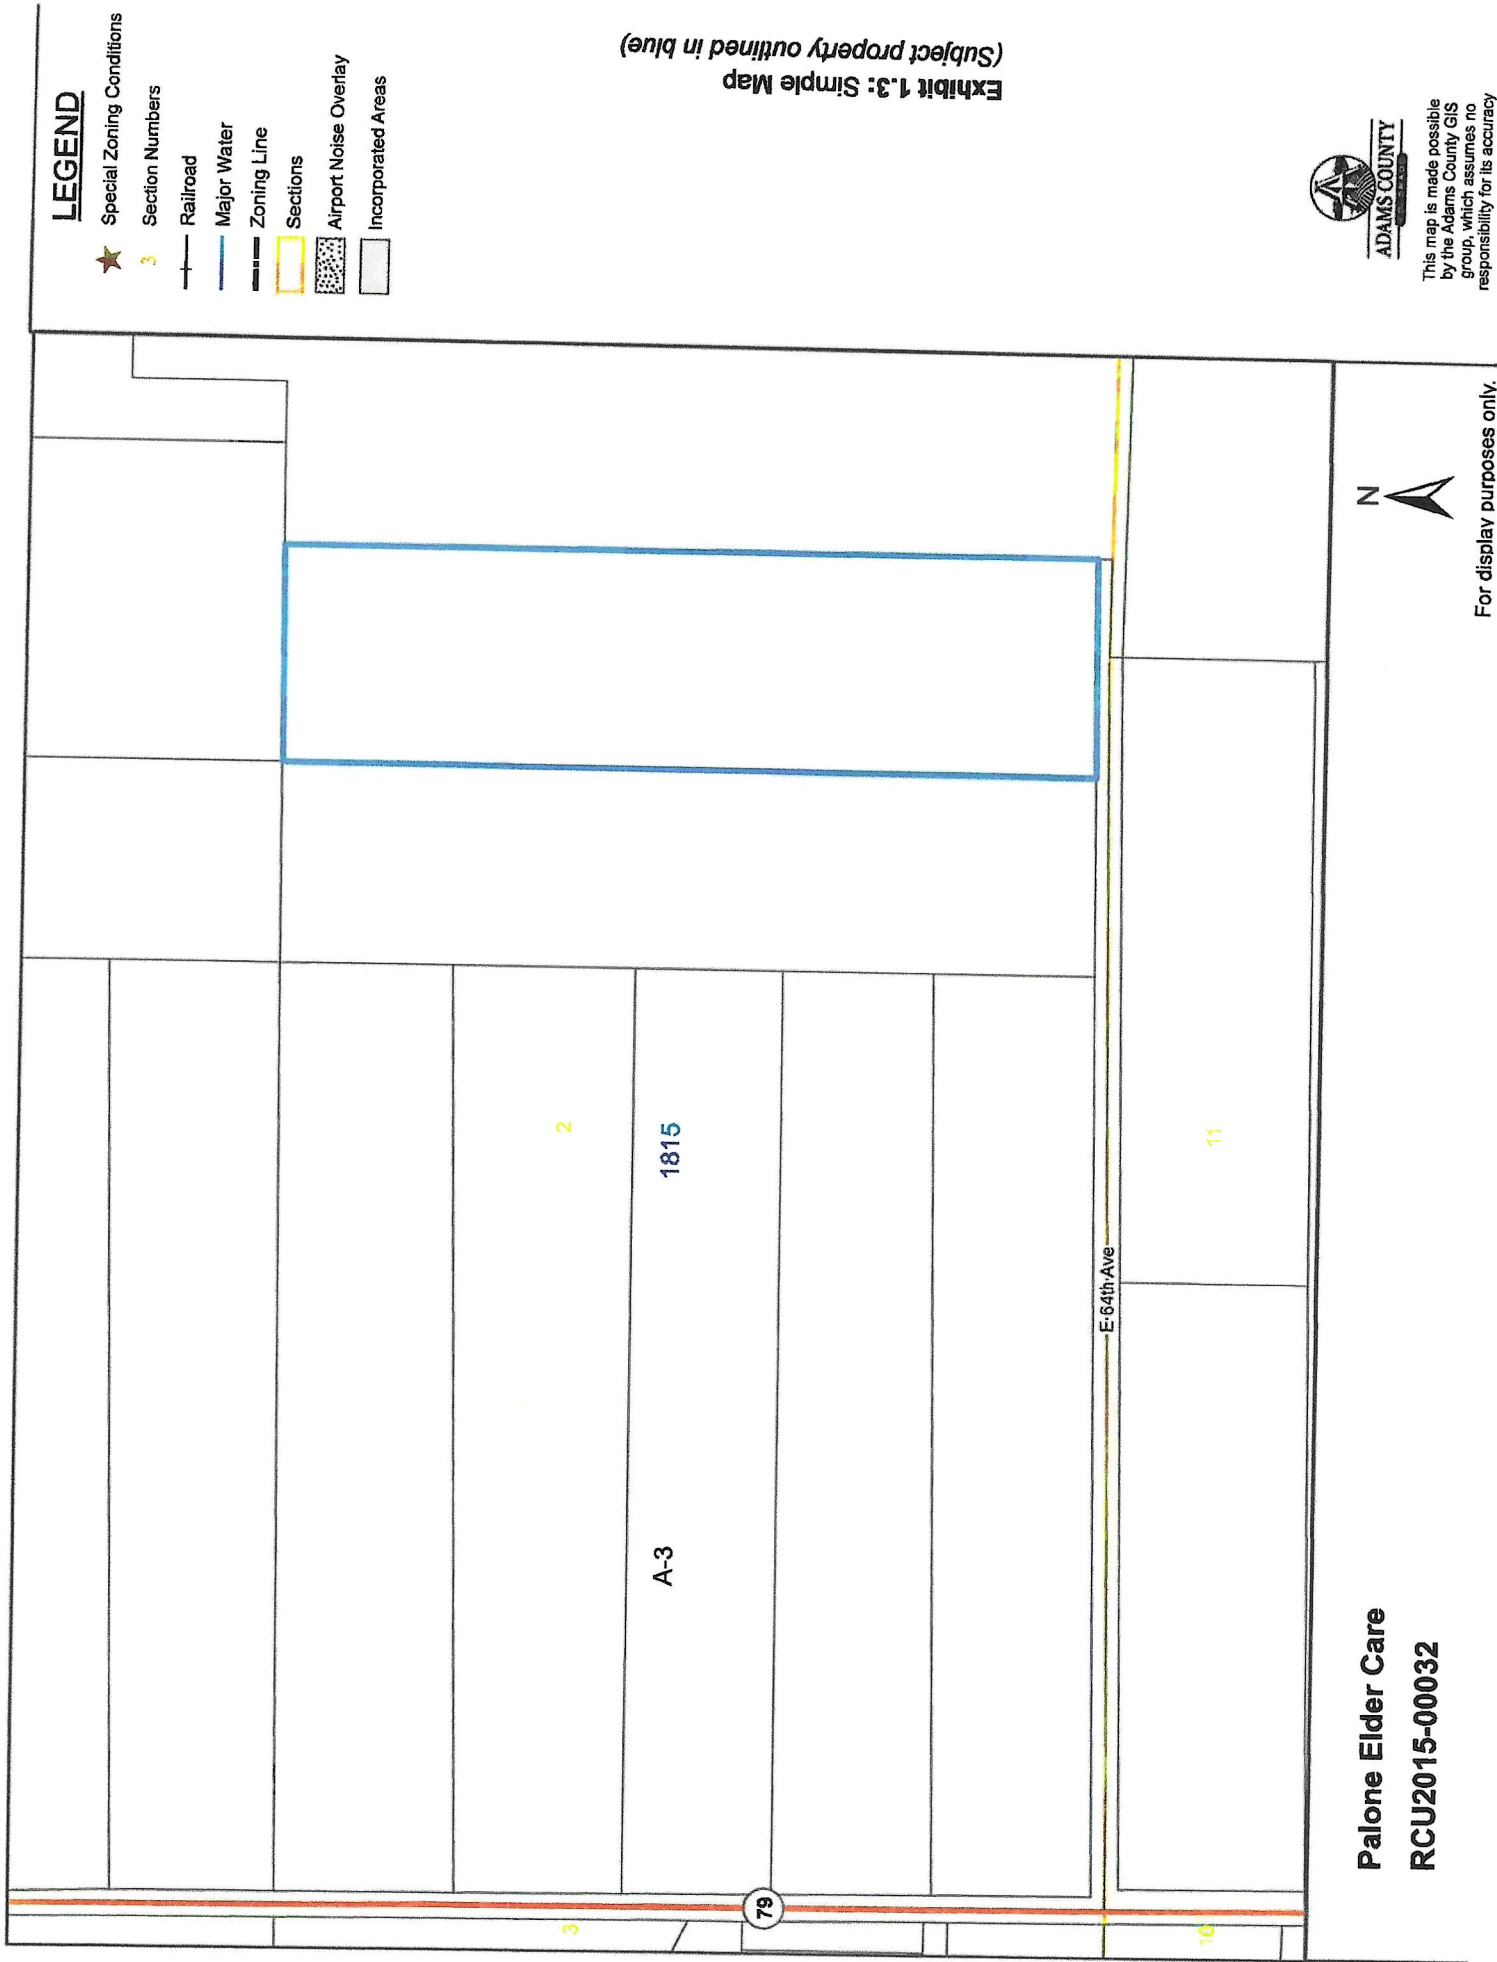 LEGEND
Special Zoning Conditions
3
Section Numbers
Railroad
Major Water
Zoning Line
Sections
Airport Noise Overlay
Incorporated Areas
Exhibit 1.3: Simple Map
(Subject property outlined in blue)
2
1815
A-3
3
79
E 64th Ave
11
10
Palone Elder Care
RCU2015-00032
N
For display purposes only.
ADAMS COUNTY
This map is made possible
by the Adams County GIS
group, which assumes no
responsibility for its accuracy